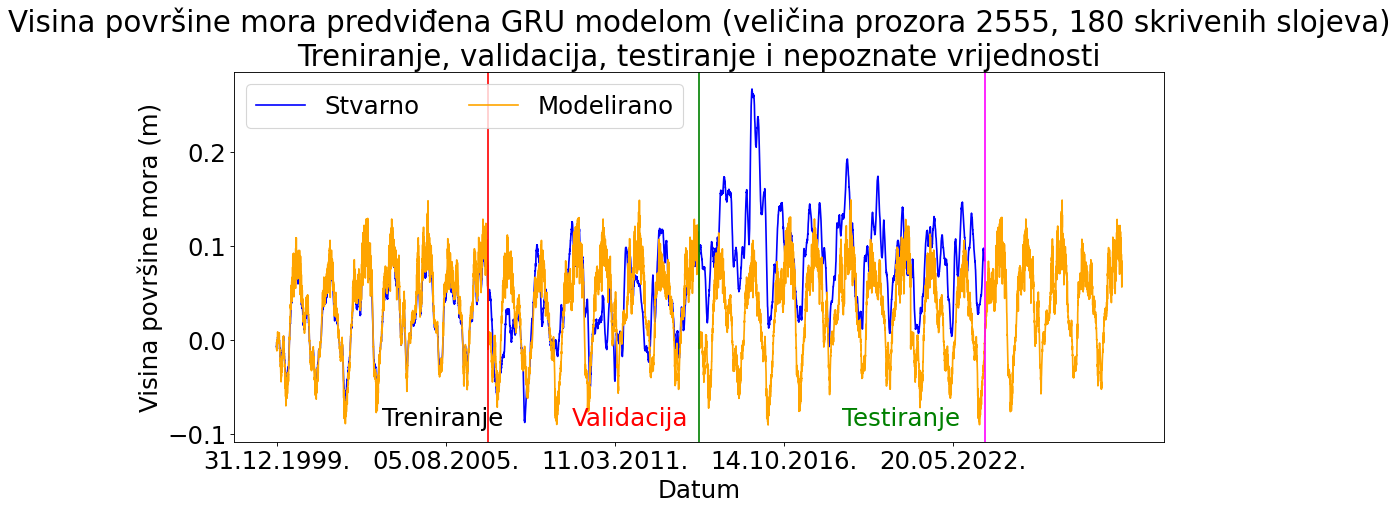 Visina površine mora predviđena GRU modelom (veličina prozora 2555, 180 skrivenih slojeva)
Treniranje, validacija, testiranje i nepoznate vrijednosti
Stvarno Modelirano
Visina površine mora (m)
0.2
0.1
0.0
−0.1
Treniranje Validacija Testiranje
31.12.1999. 05.08.2005. 11.03.2011. 14.10.2016. 20.05.2022.
Datum